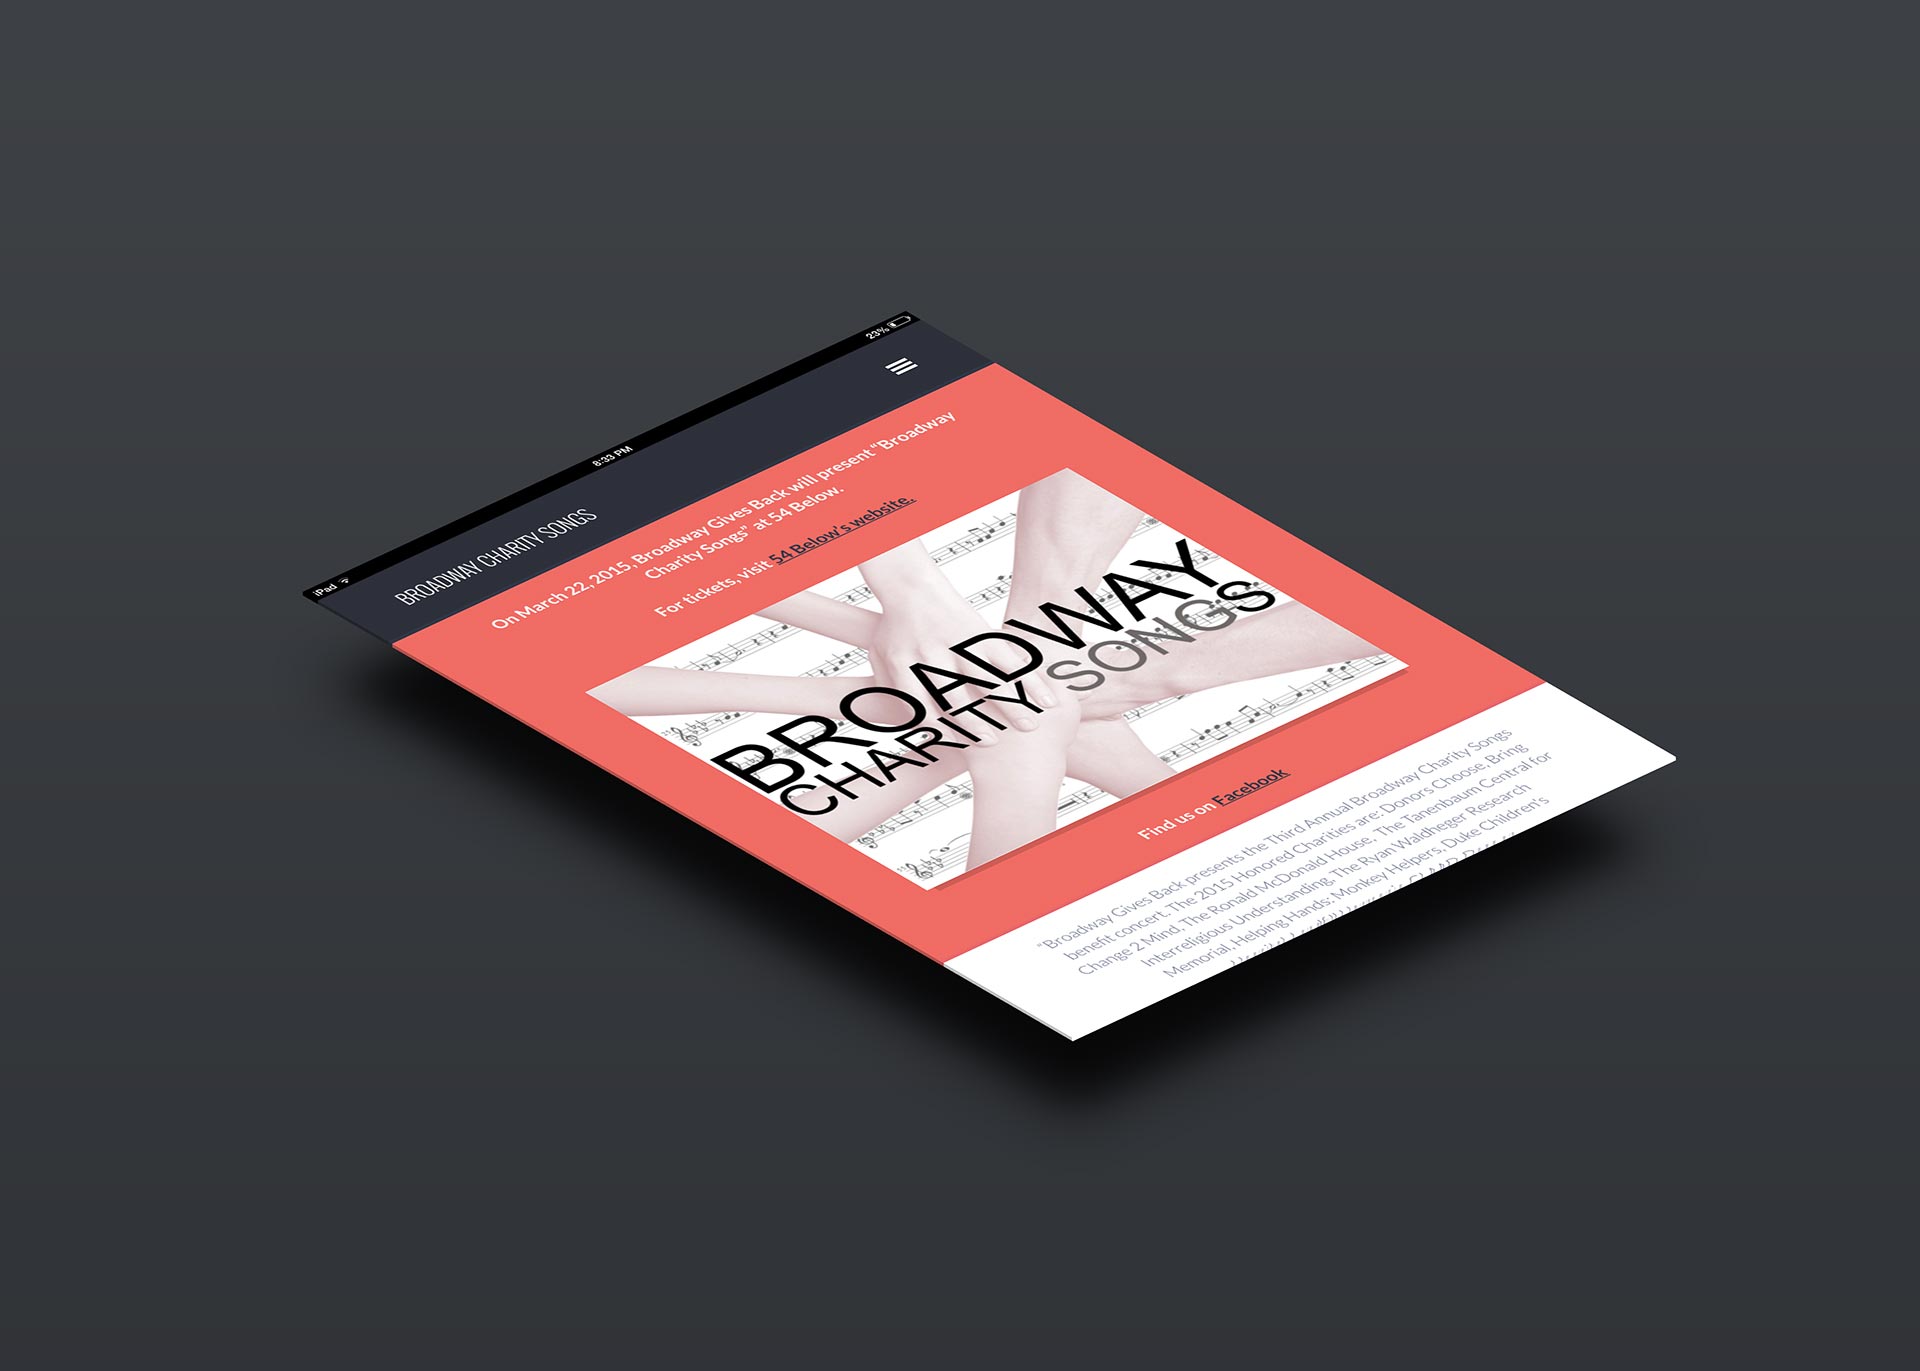 iPad
8:33 PM
23%
BROADWAY CHARITY SONGS
On March 22, 2015, Broadway Gives Back will present “Broadway
Charity Songs” at 54 Below.
For tickets, visit 54 Below's website.
BROADWAY
CHARITY SONGS
Find us on Facebook
“Broadway Gives Back presents the Third Annual Broadway Charity Songs
benefit concert. The 2015 Honored Charities are: Donors Choose, Bring
Change 2 Mind, The Ronald McDonald House, The Tanenbaum Central for
Interreligious Understanding, The Ryan Waldheger Research
Memorial, Helping Hands: Monkey Helpers, Duke Children's